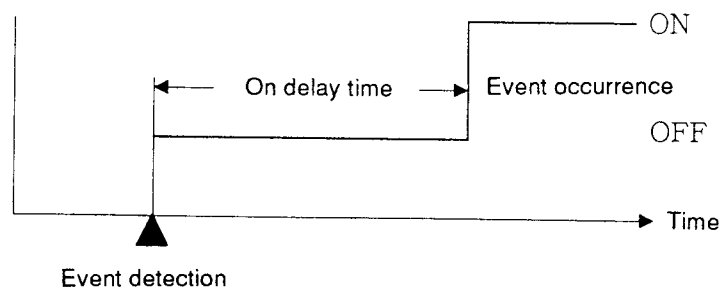 ON
On delay time
Event occurrence
OFF
Time
Event detection